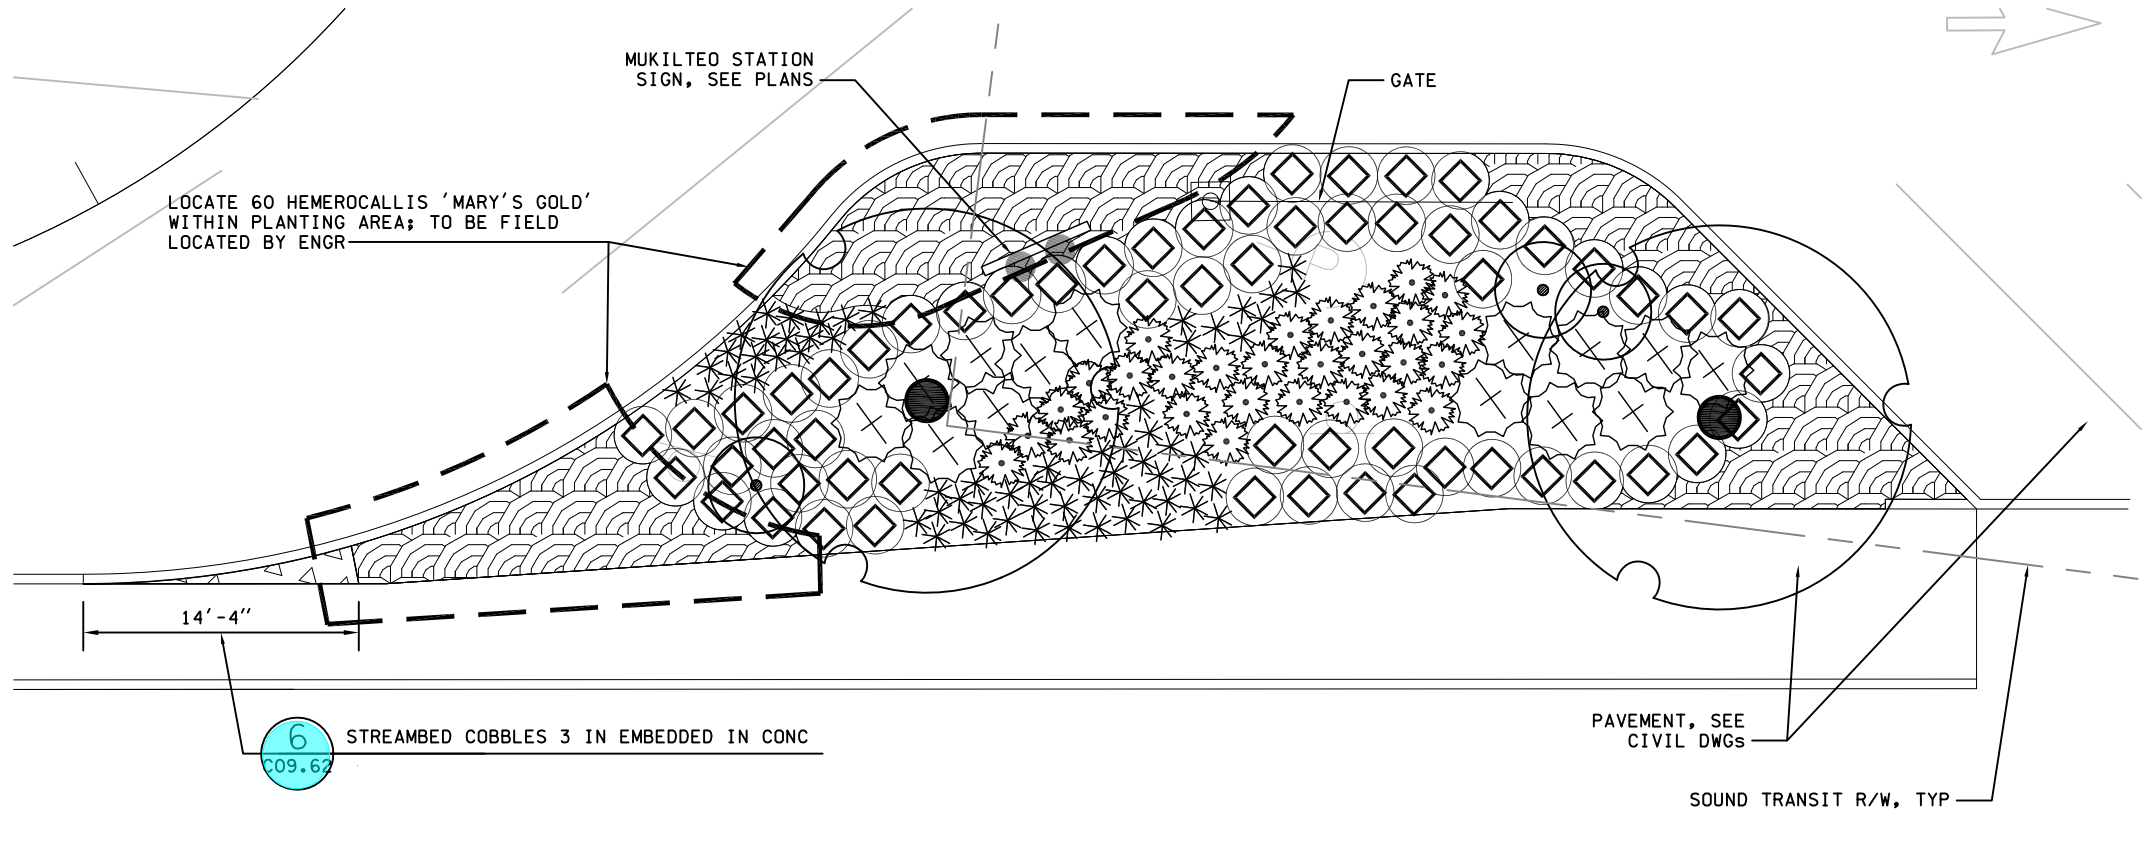 MUKILTEO STATION
SIGN, SEE PLANS
GATE
LOCATE 60 HEMEROCALLIS 'MARY'S GOLD'
WITHIN PLANTING AREA; TO BE FIELD
LOCATED BY ENGR
14'-4"
6
C09.62
STREAMBED COBBLES 3 IN EMBEDDED IN CONC
PAVEMENT, SEE
CIVIL DWGs
SOUND TRANSIT R/W, TYP